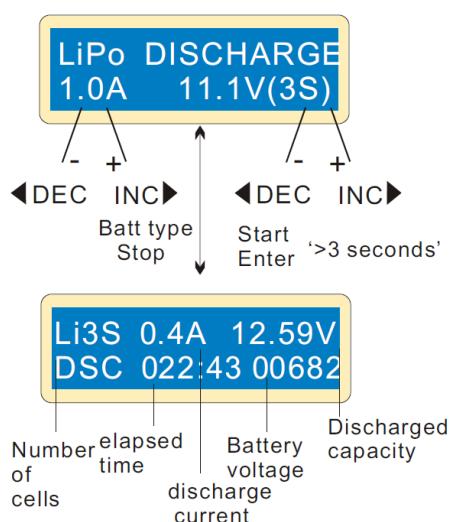 LiPo DISCHARGE
1.0A 11.1V(3S)
- + - +
◀DEC INC▶ ◀DEC INC▶
Batt type
Stop
Start
Enter '>3 seconds'
Li3S 0.4A 12.59V
DSC 022:43 00682
Number
of
cells
elapsed
time
discharge
current
Battery
voltage
Discharged
capacity